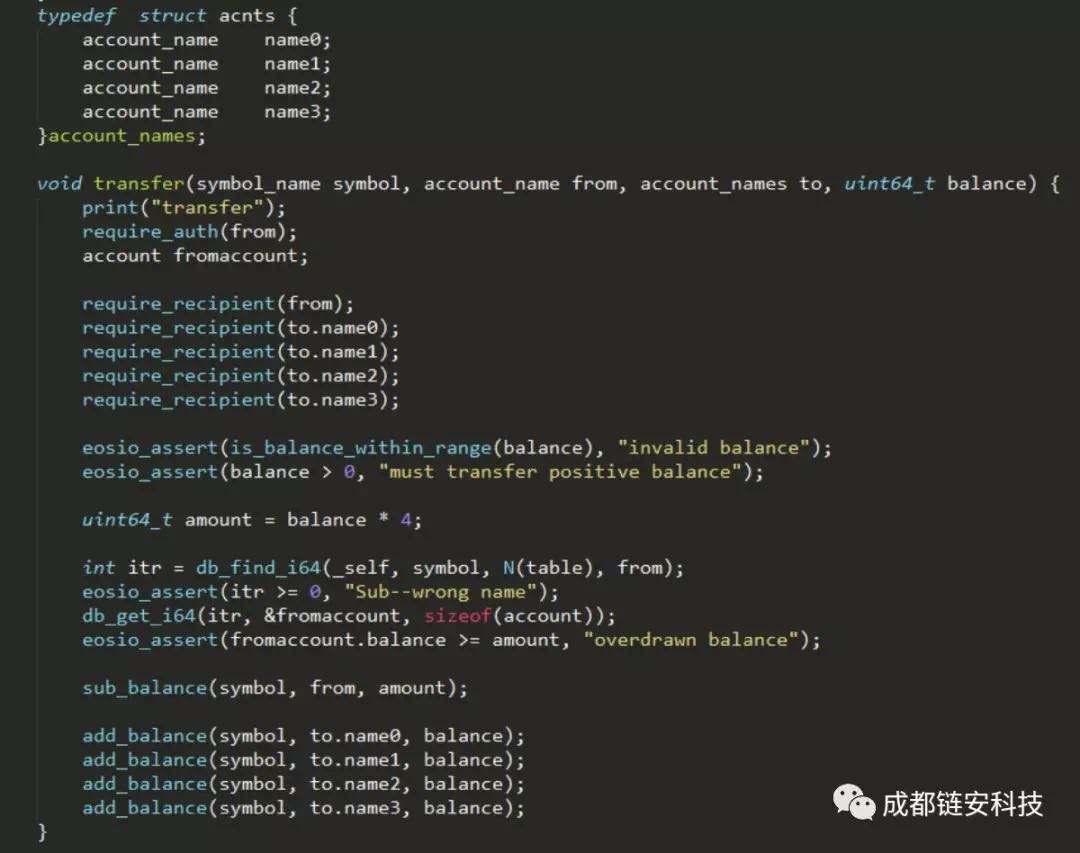 typedef  struct acnts {
    account_name    name0;
    account_name    name1;
    account_name    name2;
    account_name    name3;
}account_names;

void transfer(symbol_name symbol, account_name from, account_names to, uint64_t balance) {
    print("transfer");
    require_auth(from);
    account fromaccount;

    require_recipient(from);
    require_recipient(to.name0);
    require_recipient(to.name1);
    require_recipient(to.name2);
    require_recipient(to.name3);

    eosio_assert(is_balance_within_range(balance), "invalid balance");
    eosio_assert(balance > 0, "must transfer positive balance");

    uint64_t amount = balance * 4;

    int itr = db_find_i64(_self, symbol, N(table), from);
    eosio_assert(itr >= 0, "Sub--wrong name");
    db_get_i64(itr, &fromaccount, sizeof(account));
    eosio_assert(fromaccount.balance >= amount, "overdrawn balance");

    sub_balance(symbol, from, amount);

    add_balance(symbol, to.name0, balance);
    add_balance(symbol, to.name1, balance);
    add_balance(symbol, to.name2, balance);
    add_balance(symbol, to.name3, balance);
}
成都链安科技